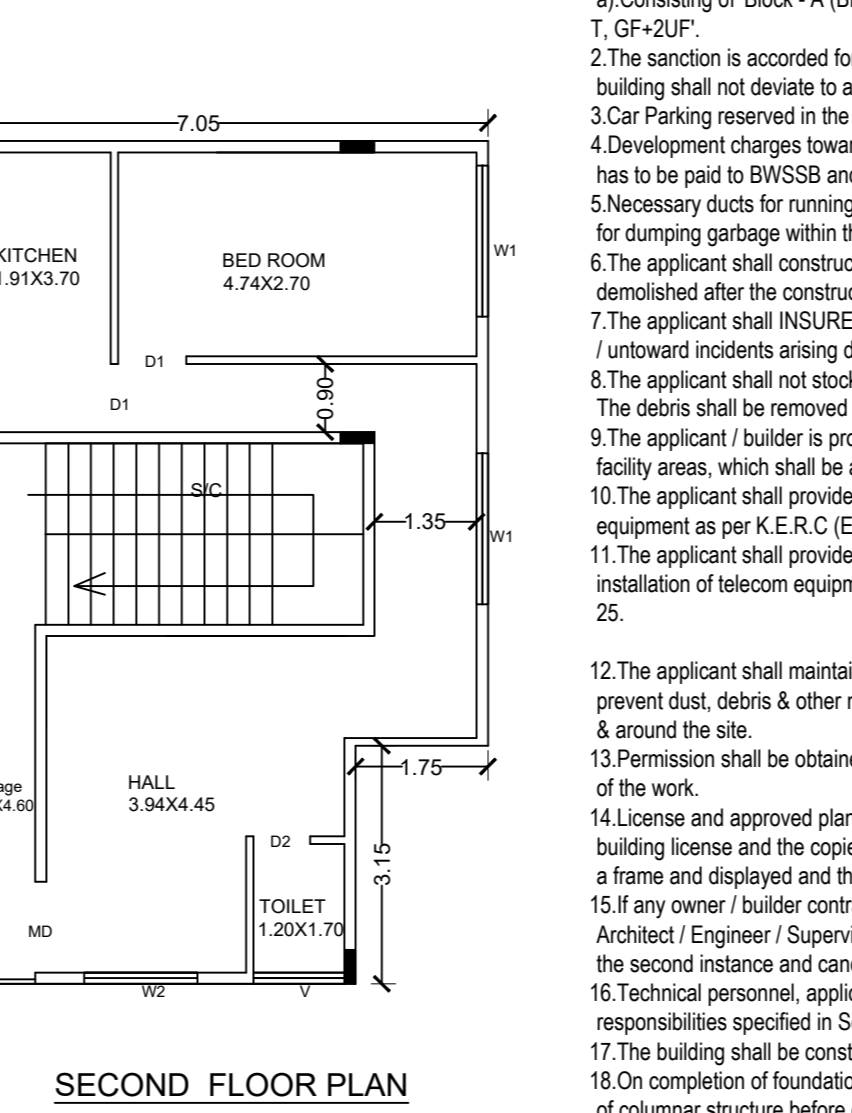 7.05
KITCHEN
1.91X3.70
BED ROOM
4.74X2.70
W1
D1
D1
0.90
S/C
1.35
W1
HALL
3.94X4.45
1.75
3.15
D2
TOILET
1.20X1.70
MD
W2
V
SECOND FLOOR PLAN
a).Consisting of 'Block - A (B
T, GF+2UF'.
2.The sanction is accorded for
building shall not deviate to a
3.Car Parking reserved in the
4.Development charges towar
has to be paid to BWSSB and
5.Necessary ducts for running
for dumping garbage within th
6.The applicant shall construc
demolished after the construc
7.The applicant shall INSURE
/ untoward incidents arising d
8.The applicant shall not stock
The debris shall be removed
9.The applicant / builder is pro
facility areas, which shall be a
10.The applicant shall provide
equipment as per K.E.R.C (E
11.The applicant shall provide
installation of telecom equipm
25.
12.The applicant shall maintai
prevent dust, debris & other
& around the site.
13.Permission shall be obtaine
of the work.
14.License and approved plan
building license and the copie
a frame and displayed and th
15.If any owner / builder contr
Architect / Engineer / Supervi
the second instance and canc
16.Technical personnel, applic
responsibilities specified in S
17.The building shall be const
18.On completion of foundatio
of columnar structure before